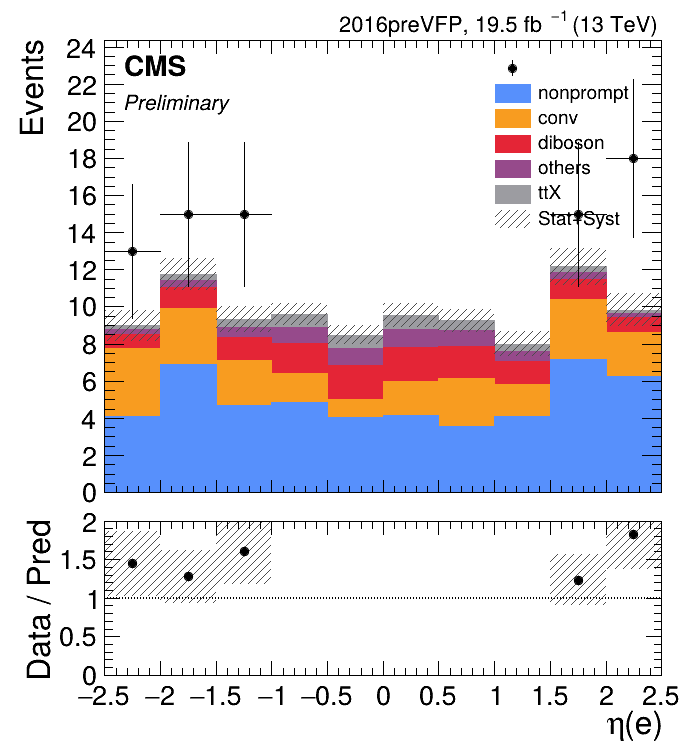 2016preVFP, 19.5 fb ⁻¹ (13 TeV)
CMS
Preliminary
nonprompt
conv
diboson
others
ttX
Stat+Syst
Events
24
22
20
18
16
14
12
10
8
6
4
2
0
Data / Pred
2
1.5
1
0.5
0
−2.5 −2 −1.5 −1 −0.5 0 0.5 1 1.5 2 2.5
η(e)